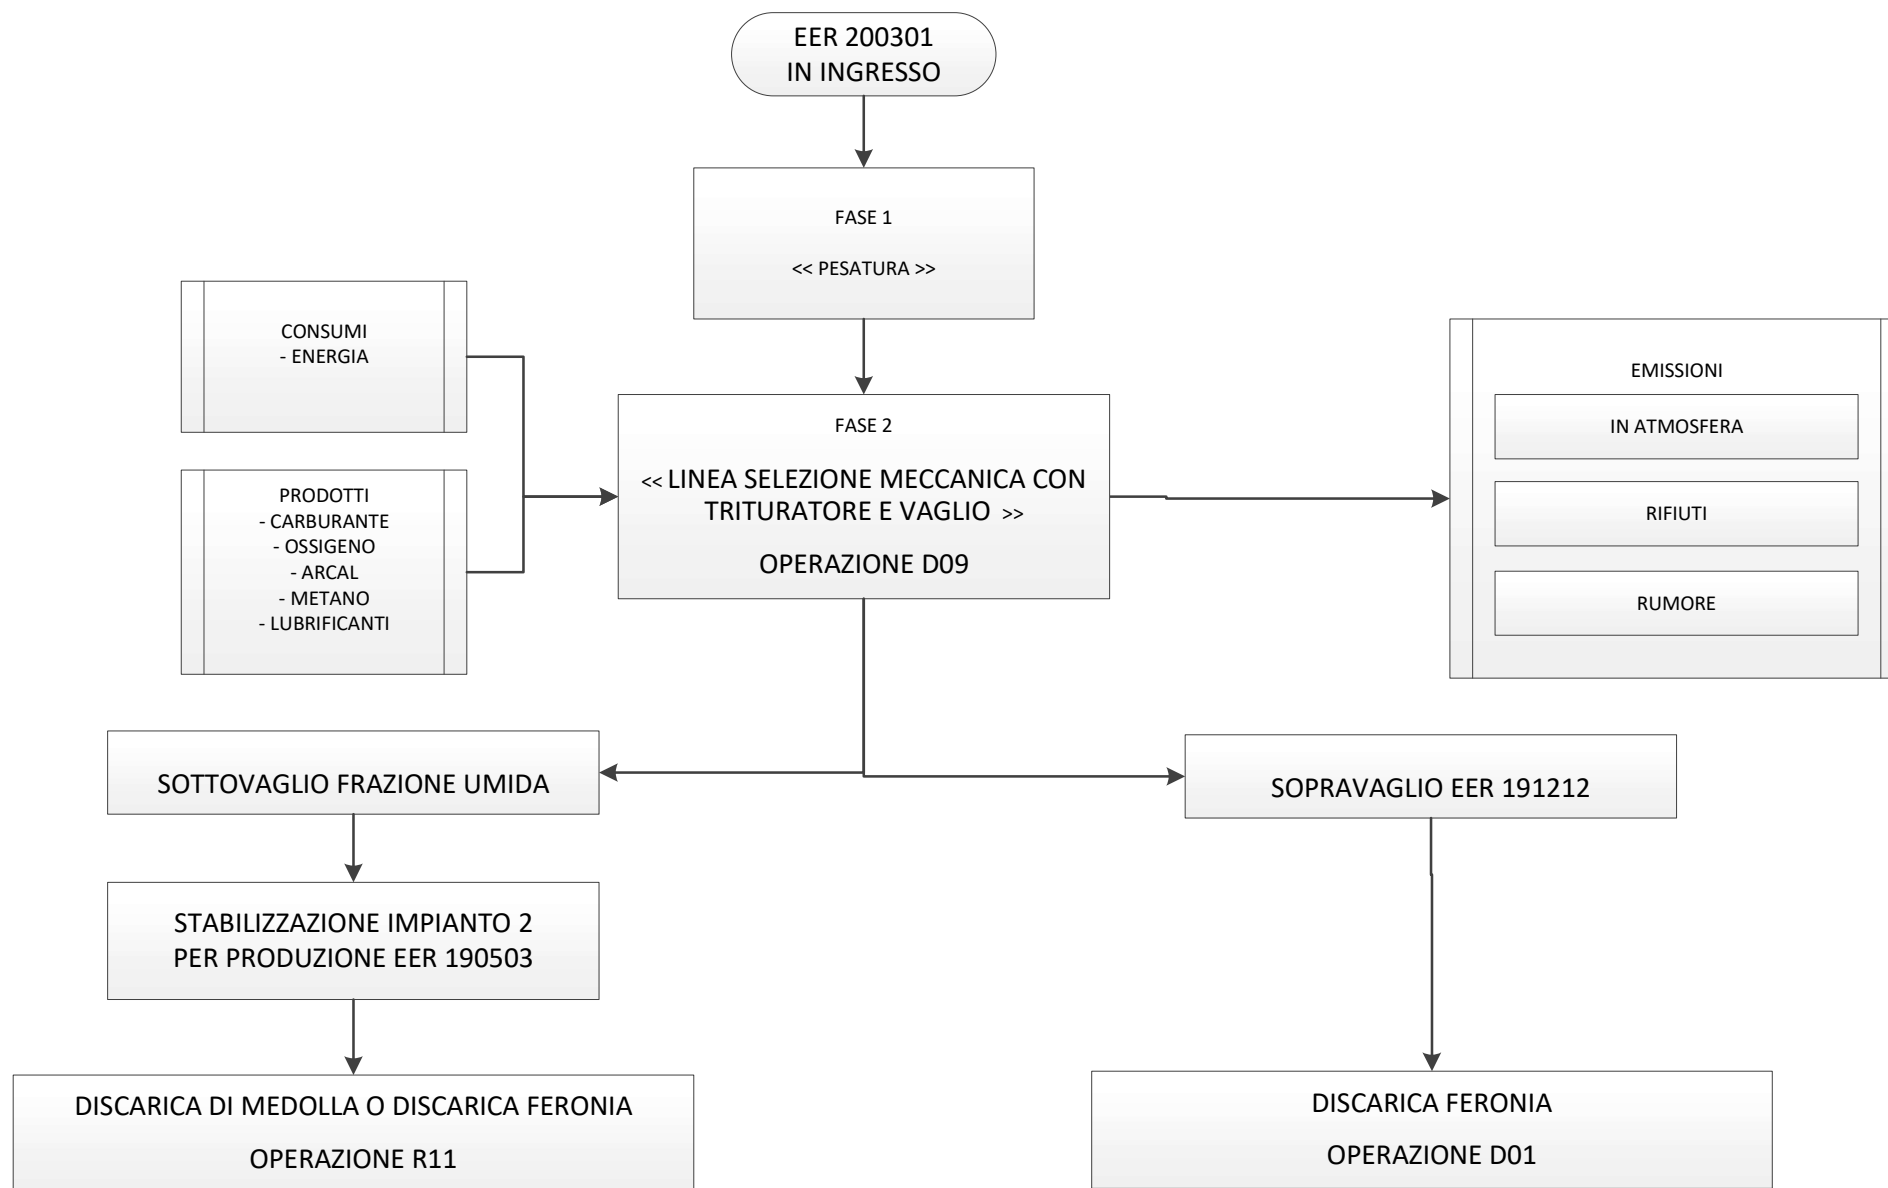 EER 200301
IN INGRESSO
FASE 1
<< PESATURA >>
CONSUMI
- ENERGIA
PRODOTTI
- CARBURANTE
- OSSIGENO
- ARCAL
- METANO
- LUBRIFICANTI
FASE 2
<< LINEA SELEZIONE MECCANICA CON
TRITURATORE E VAGLIO >>
OPERAZIONE D09
EMISSIONI
IN ATMOSFERA
RIFIUTI
RUMORE
SOTTOVAGLIO FRAZIONE UMIDA
SOPRAVAGLIO EER 191212
STABILIZZAZIONE IMPIANTO 2
PER PRODUZIONE EER 190503
DISCARICA DI MEDOLLA O DISCARICA FERONIA
OPERAZIONE R11
DISCARICA FERONIA
OPERAZIONE D01